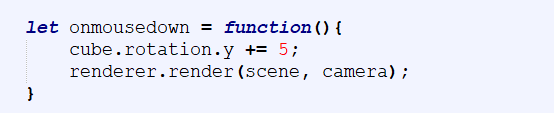 let onmousedown = function(){
    cube.rotation.y += 5;
    renderer.render(scene, camera);
}